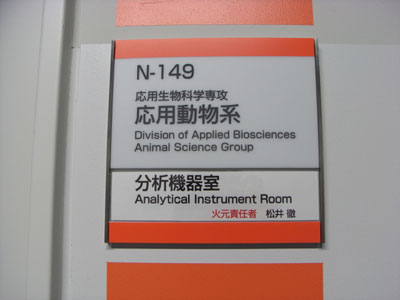 N-149
応用生物科学専攻
応用動物系
Division of Applied Biosciences
Animal Science Group
分析機器室
Analytical Instrument Room
火元責任者 松井 徹